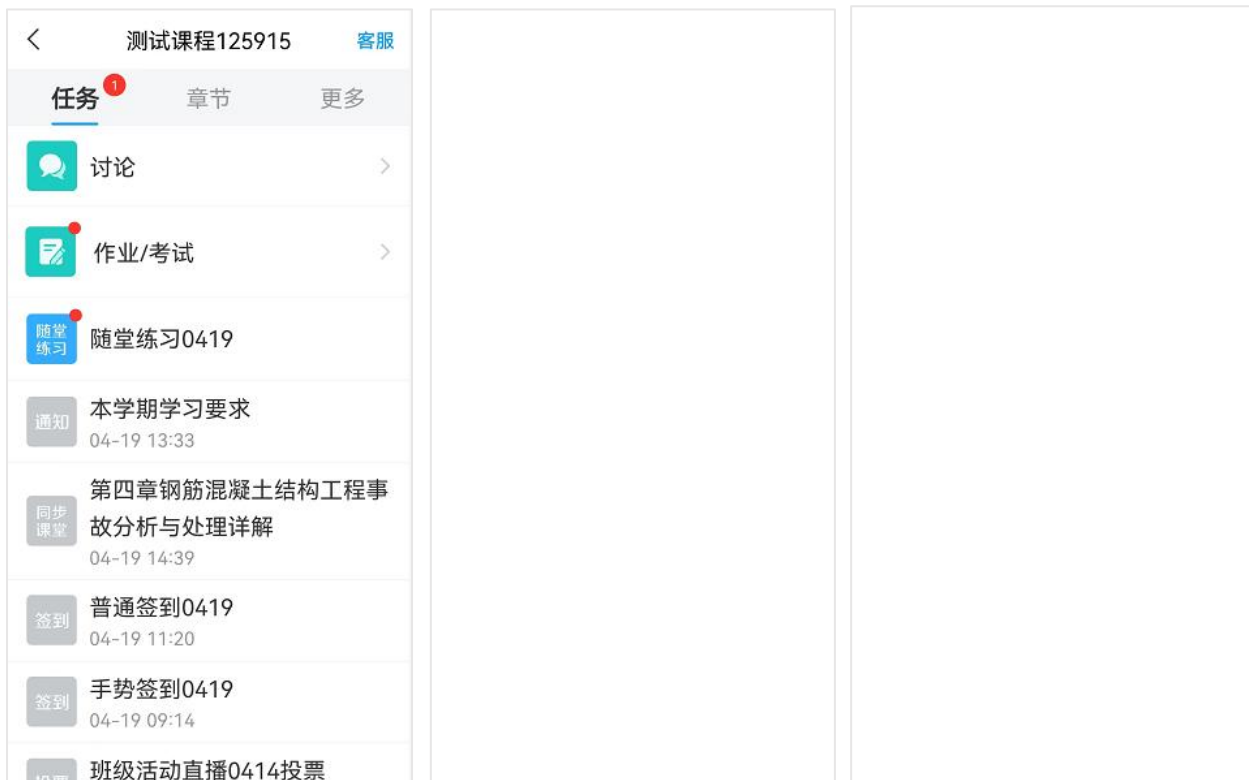 测试课程125915 客服
任务 1 章节 更多
讨论
作业/考试
随堂
练习
随堂练习0419
通知
本学期学习要求
04-19 13:33
同步
课堂
第四章钢筋混凝土结构工程事
故分析与处理详解
04-19 14:39
签到
普通签到0419
04-19 11:20
签到
手势签到0419
04-19 09:14
班级活动直播0414投票